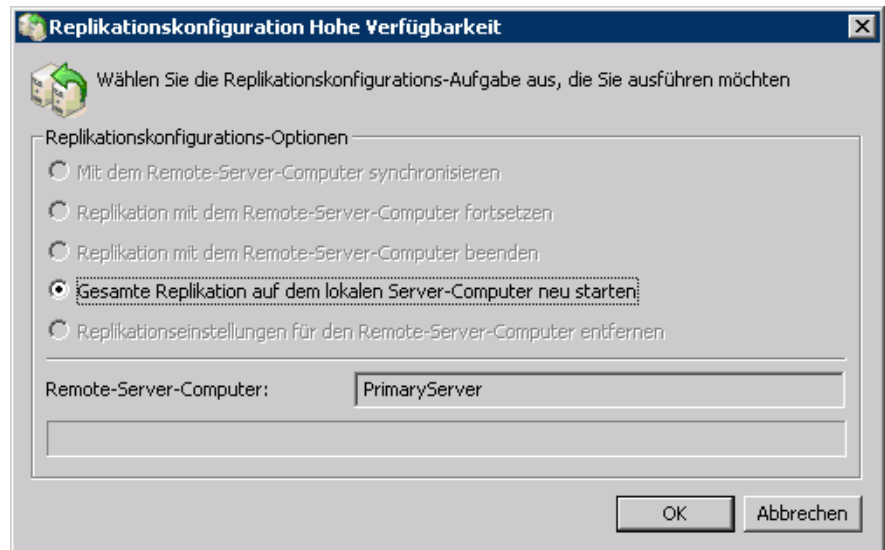 Replikationskonfiguration Hohe Verfügbarkeit
Wählen Sie die Replikationskonfigurations-Aufgabe aus, die Sie ausführen möchten
Replikationskonfigurations-Optionen
Mit dem Remote-Server-Computer synchronisieren
Replikation mit dem Remote-Server-Computer fortsetzen
Replikation mit dem Remote-Server-Computer beenden
Gesamte Replikation auf dem lokalen Server-Computer neu starten
Replikationseinstellungen für den Remote-Server-Computer entfernen
Remote-Server-Computer: PrimaryServer
OK Abbrechen